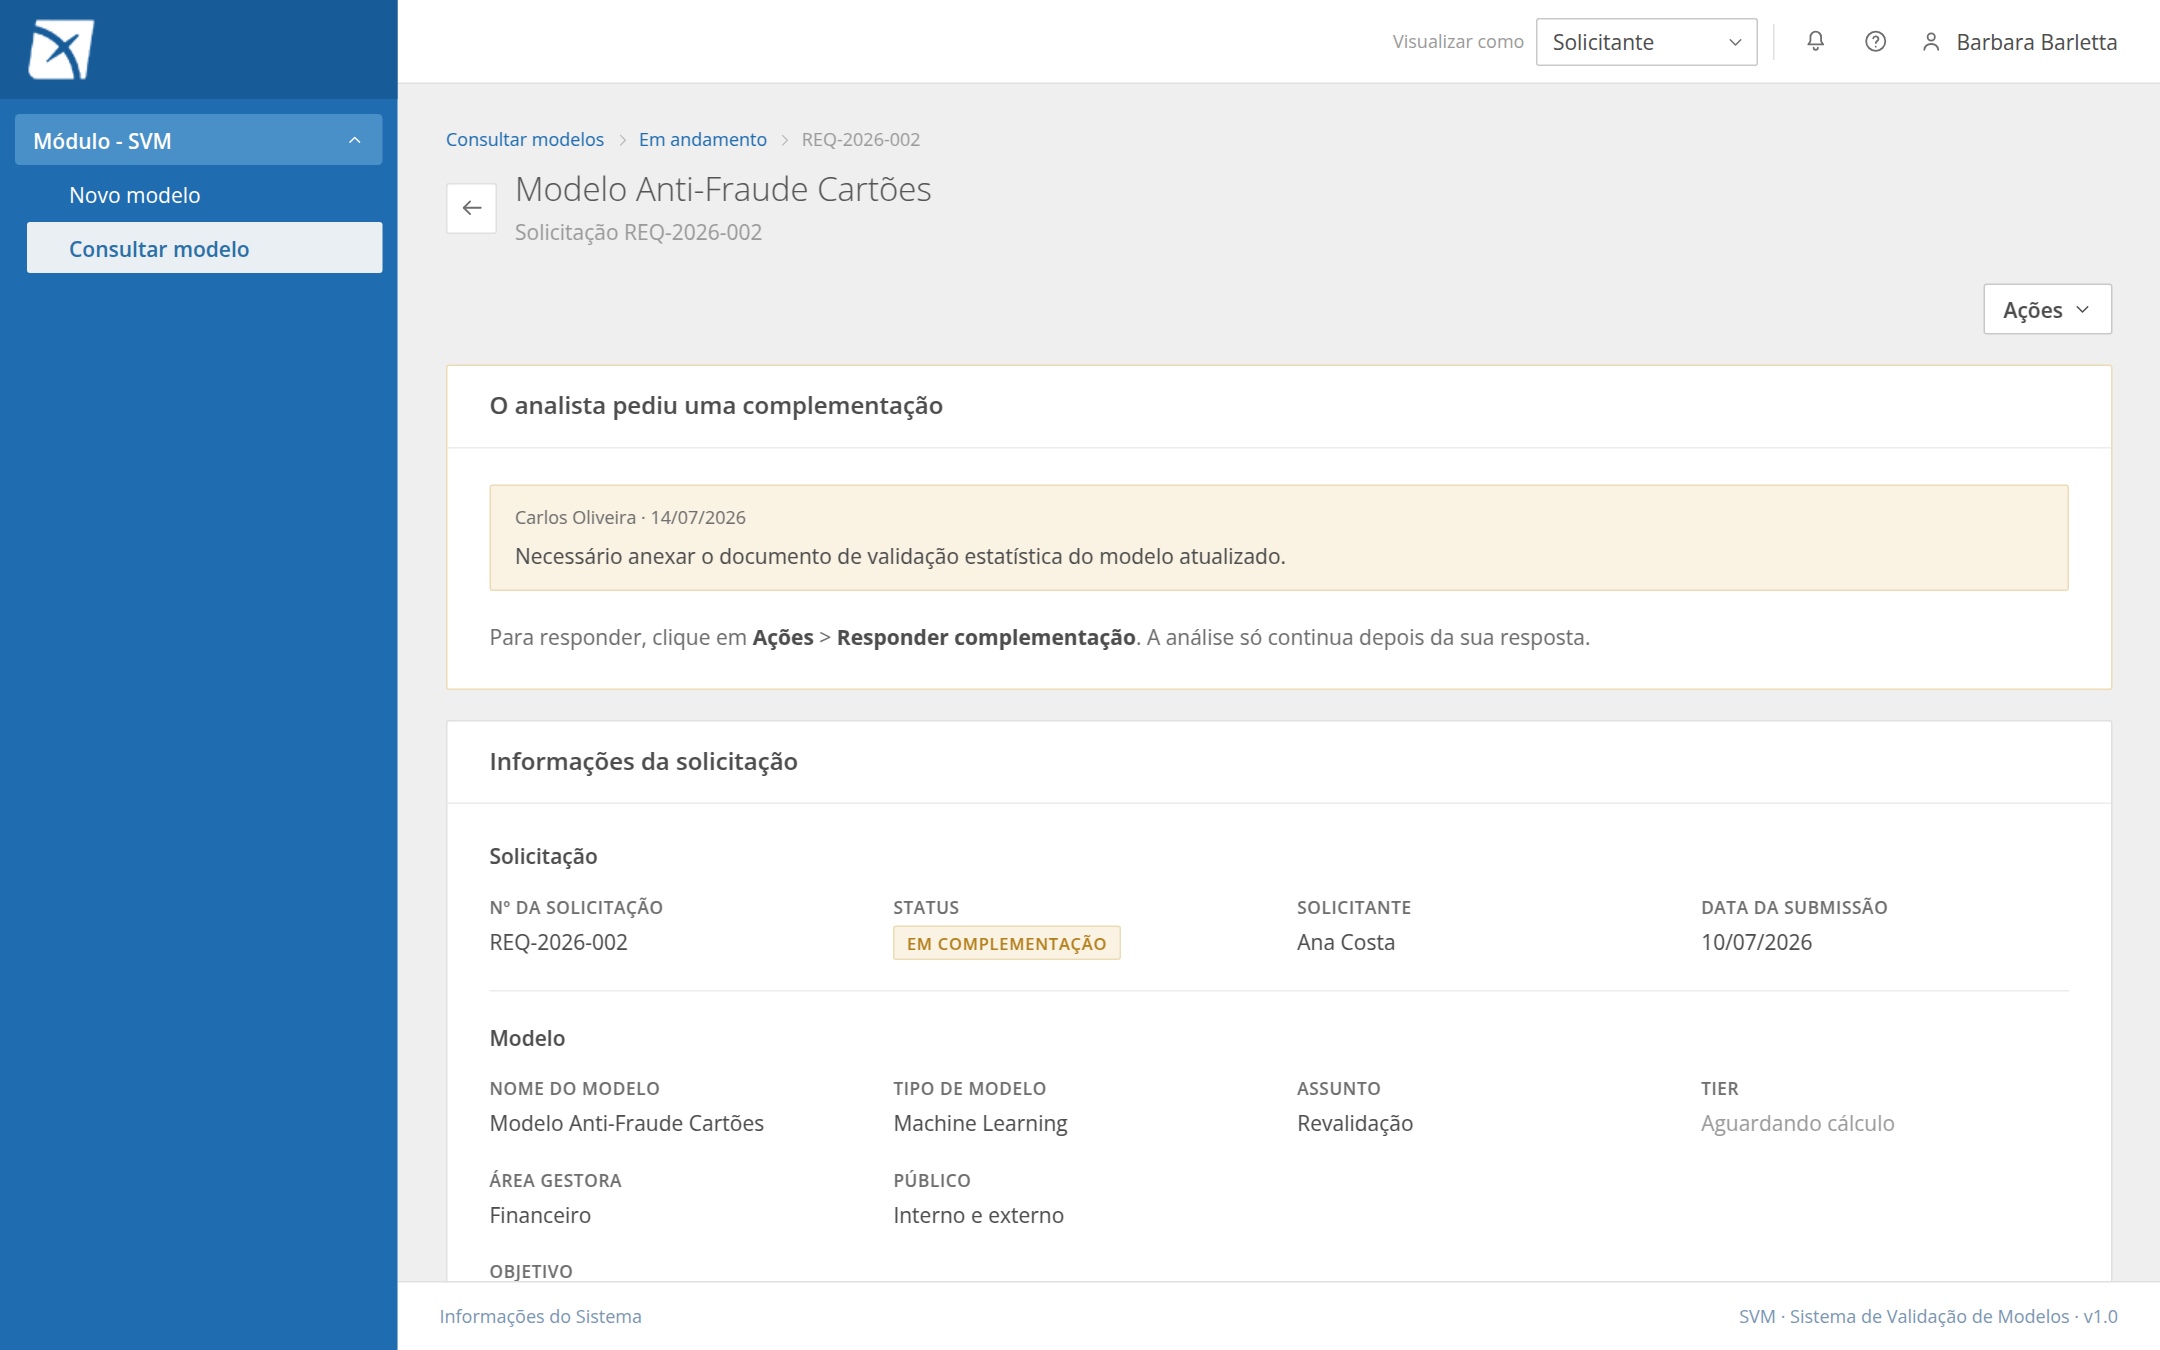 Visualizar como
Solicitante
Barbara Barletta
Módulo - SVM
Novo modelo
Consultar modelo
Consultar modelos > Em andamento > REQ-2026-002
Modelo Anti-Fraude Cartões
Solicitação REQ-2026-002
Ações
O analista pediu uma complementação
Carlos Oliveira · 14/07/2026
Necessário anexar o documento de validação estatística do modelo atualizado.
Para responder, clique em Ações > Responder complementação. A análise só continua depois da sua resposta.
Informações da solicitação
Solicitação
Nº DA SOLICITAÇÃO STATUS SOLICITANTE DATA DA SUBMISSÃO
REQ-2026-002 EM COMPLEMENTAÇÃO Ana Costa 10/07/2026
Modelo
NOME DO MODELO TIPO DE MODELO ASSUNTO TIER
Modelo Anti-Fraude Cartões Machine Learning Revalidação Aguardando cálculo
ÁREA GESTORA PÚBLICO
Financeiro Interno e externo
OBJETIVO
Informações do Sistema
SVM · Sistema de Validação de Modelos · v1.0